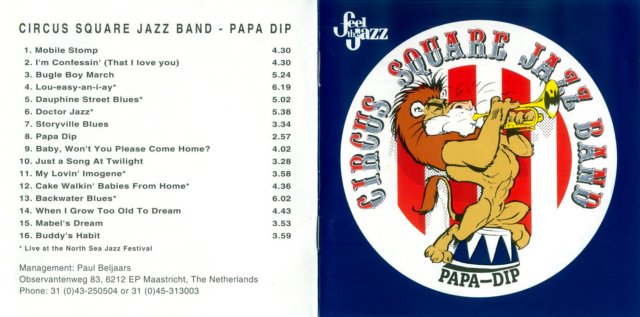 CIRCUS SQUARE JAZZ BAND - PAPA DIP
1. Mobile Stomp 4.30
2. I'm Confessin' (That I love you) 4.30
3. Bugle Boy March 5.24
4. Lou-easy-an-i-ay* 6.19
5. Dauphine Street Blues* 5.02
6. Doctor Jazz* 5.38
7. Storyville Blues 3.34
8. Papa Dip 2.57
9. Baby, Won't You Please Come Home? 4.02
10. Just a Song At Twilight 3.28
11. My Lovin' Imogene* 3.58
12. Cake Walkin' Babies From Home* 4.36
13. Backwater Blues* 6.02
14. When I Grow Too Old To Dream 4.43
15. Mabel's Dream 3.53
16. Buddy's Habit 3.59
* Live at the North Sea Jazz Festival
Management: Paul Beljaars
Observantenweg 83, 6212 EP Maastricht, The Netherlands
Phone: 31 (0)43-250504 or 31 (0)45-313003
feel
the jazz
CIRCUS SQUARE JAZZ BAND
PAPA-DIP